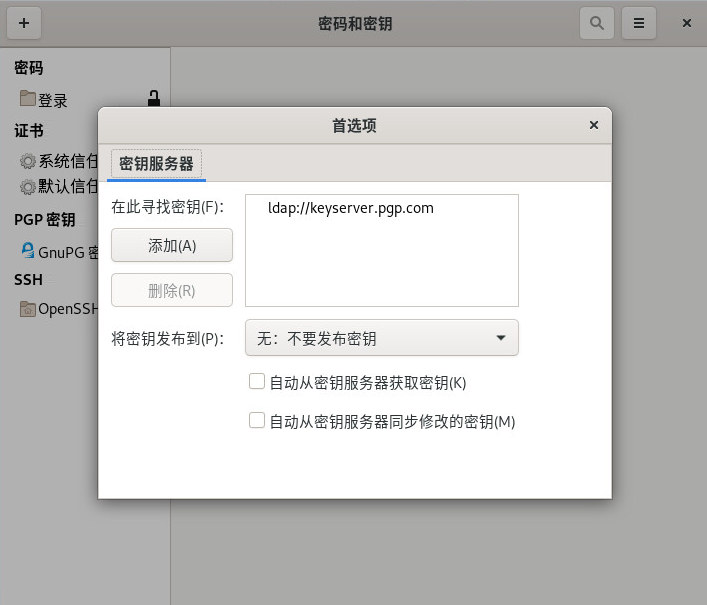 密码和密钥
密码
登录
证书
系统信任
默认信任
PGP 密钥
GnuPG 密
SSH
OpenSSH
首选项
密钥服务器
在此寻找密钥(F)：
ldap://keyserver.pgp.com
添加(A)
删除(R)
将密钥发布到(P)：
无：不要发布密钥
自动从密钥服务器获取密钥(K)
自动从密钥服务器同步修改的密钥(M)